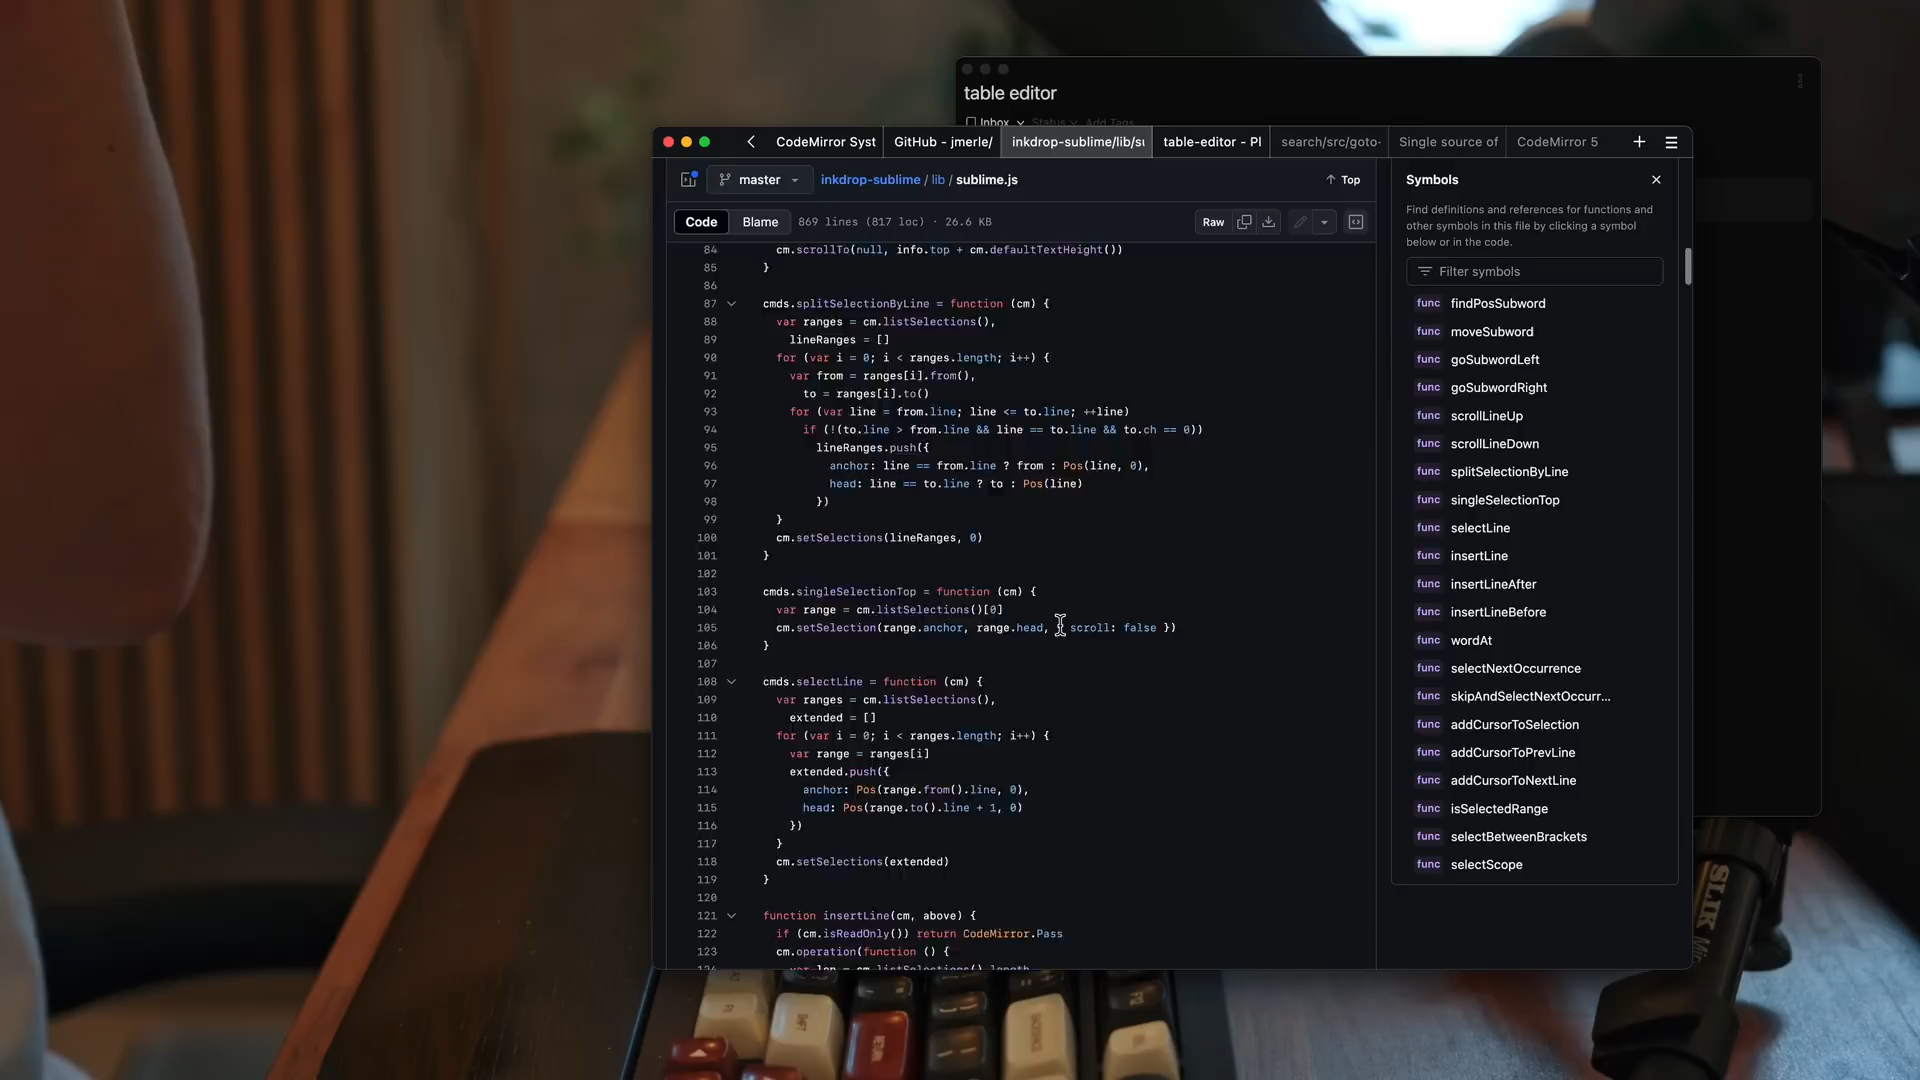 table editor
Inbox Status Add Tags
CodeMirror Syst
GitHub - jmerle/
inkdrop-sublime/lib/su
table-editor - Pl
search/src/goto-
Single source of
CodeMirror 5
master
inkdrop-sublime / lib / sublime.js
Top
Code
Blame
869 lines (817 loc) · 26.6 KB
Raw
84 cm.scrollTo(null, info.top + cm.defaultTextHeight())
85 }
86
87 cmds.splitSelectionByLine = function (cm) {
88 var ranges = cm.listSelections(),
89 lineRanges = []
90 for (var i = 0; i < ranges.length; i++) {
91 var from = ranges[i].from(),
92 to = ranges[i].to()
93 for (var line = from.line; line <= to.line; ++line)
94 if (!(to.line > from.line && line == to.line && to.ch == 0))
95 lineRanges.push({
96 anchor: line == from.line ? from : Pos(line, 0),
97 head: line == to.line ? to : Pos(line)
98 })
99 }
100 cm.setSelections(lineRanges, 0)
101 }
102
103 cmds.singleSelectionTop = function (cm) {
104 var range = cm.listSelections()[0]
105 cm.setSelection(range.anchor, range.head, scroll: false })
106 }
107
108 cmds.selectLine = function (cm) {
109 var ranges = cm.listSelections(),
110 extended = []
111 for (var i = 0; i < ranges.length; i++) {
112 var range = ranges[i]
113 extended.push({
114 anchor: Pos(range.from().line, 0),
115 head: Pos(range.to().line + 1, 0)
116 })
117 }
118 cm.setSelections(extended)
119 }
120
121 function insertLine(cm, above) {
122 if (cm.isReadOnly()) return CodeMirror.Pass
123 cm.operation(function () {
124 var len = cm.listSelections().length
Symbols
Find definitions and references for functions and
other symbols in this file by clicking a symbol
below or in the code.
Filter symbols
func findPosSubword
func moveSubword
func goSubwordLeft
func goSubwordRight
func scrollLineUp
func scrollLineDown
func splitSelectionByLine
func singleSelectionTop
func selectLine
func insertLine
func insertLineAfter
func insertLineBefore
func wordAt
func selectNextOccurrence
func skipAndSelectNextOccurr...
func addCursorToSelection
func addCursorToPrevLine
func addCursorToNextLine
func isSelectedRange
func selectBetweenBrackets
func selectScope
SLIK